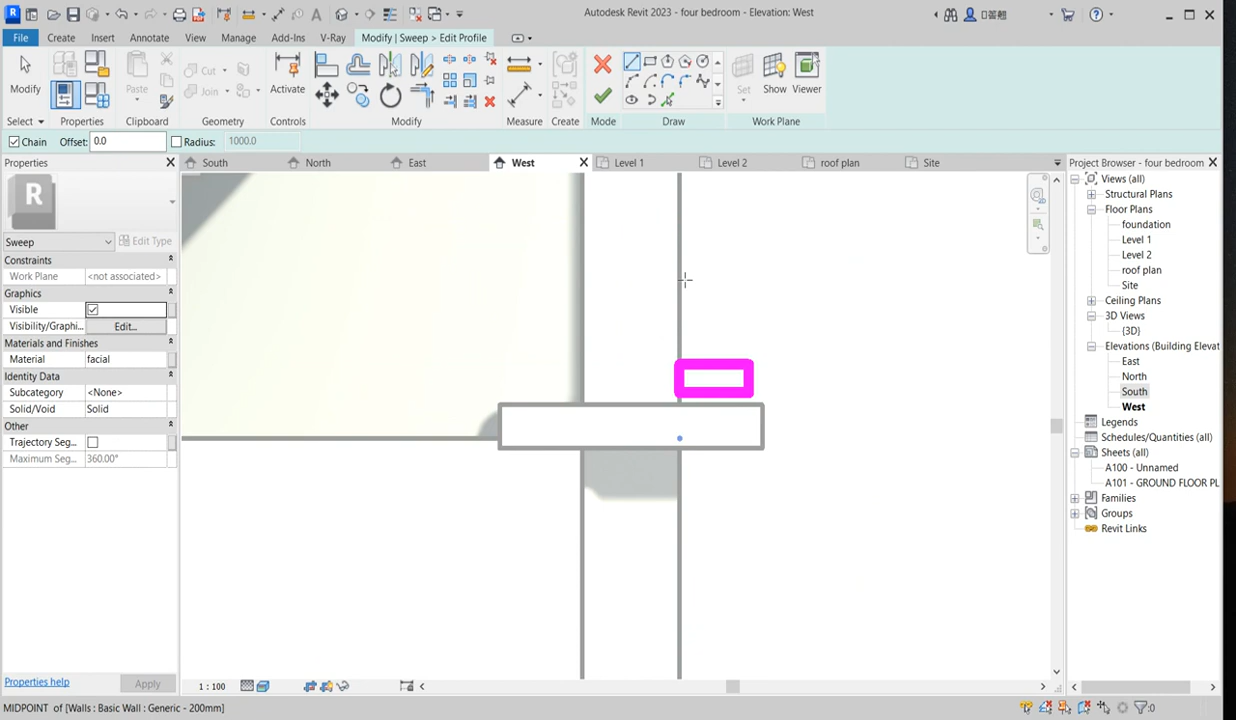 Autodesk Revit 2023 - four bedroom - Elevation: West
File Create Insert Annotate View Manage Add-Ins V-Ray Modify | Sweep > Edit Profile
Modify Paste Cut Join Activate Set Show Viewer
Select Properties Clipboard Geometry Controls Modify Measure Create Mode Draw Work Plane
Chain Offset: 0.0 Radius: 1000.0
Properties
South North East West Level 1 Level 2 roof plan Site
Project Browser - four bedroom
R
Sweep Edit Type
Constraints
Work Plane <not associated>
Graphics
Visible
Visibility/Graphi... Edit...
Materials and Finishes
Material facial
Identity Data
Subcategory <None>
Solid/Void Solid
Other
Trajectory Seg...
Maximum Seg... 360.00°
Views (all)
Structural Plans
Floor Plans
foundation
Level 1
Level 2
roof plan
Site
Ceiling Plans
3D Views
{3D}
Elevations (Building Elevat
East
North
South
West
Legends
Schedules/Quantities (all)
Sheets (all)
A100 - Unnamed
A101 - GROUND FLOOR PL
Families
Groups
Revit Links
Properties help Apply
1 : 100
MIDPOINT of [Walls : Basic Wall : Generic - 200mm]
:0